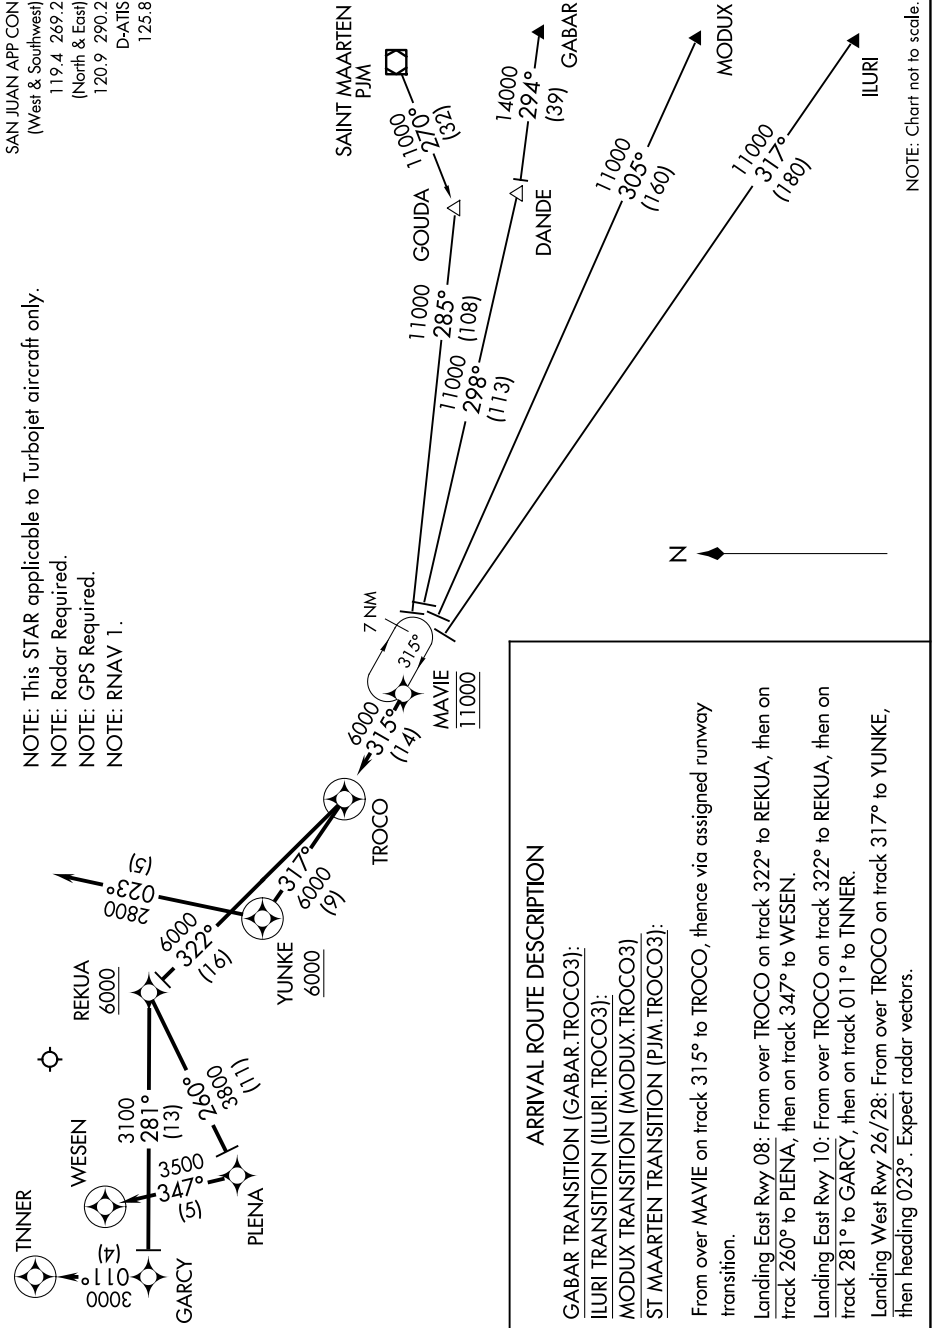 SAN JUAN APP CON
(West & Southwest)
119.4 269.2
(North & East)
120.9 290.2
D-ATIS
125.8
NOTE: This STAR applicable to Turbojet aircraft only.
NOTE: Radar Required.
NOTE: GPS Required.
NOTE: RNAV 1.
TNNER
3000
011°
(4)
GARCY
WESEN
3500
347°
(5)
PLENA
3100
281°
(13)
260°
3800
(11)
REKUA
6000
6000
322°
(16)
2800
023°
(5)
YUNKE
6000
317°
6000
(9)
TROCO
6000
315°
(14)
MAVIE
11000
315°
7 NM
11000
285°
(108)
GOUDA
11000
270°
(32)
SAINT MAARTEN
PJM
11000
298°
(113)
DANDE
14000
294°
(39)
GABAR
11000
305°
(160)
MODUX
11000
317°
(180)
ILURI
N
NOTE: Chart not to scale.
ARRIVAL ROUTE DESCRIPTION
GABAR TRANSITION (GABAR.TROCO3):
ILURI TRANSITION (ILURI.TROCO3):
MODUX TRANSITION (MODUX.TROCO3)
ST MAARTEN TRANSITION (PJM.TROCO3):
From over MAVIE on track 315° to TROCO, thence via assigned runway
transition.
Landing East Rwy 08: From over TROCO on track 322° to REKUA, then on
track 260° to PLENA, then on track 347° to WESEN.
Landing East Rwy 10: From over TROCO on track 322° to REKUA, then on
track 281° to GARCY, then on track 011° to TNNER.
Landing West Rwy 26/28: From over TROCO on track 317° to YUNKE,
then heading 023°. Expect radar vectors.